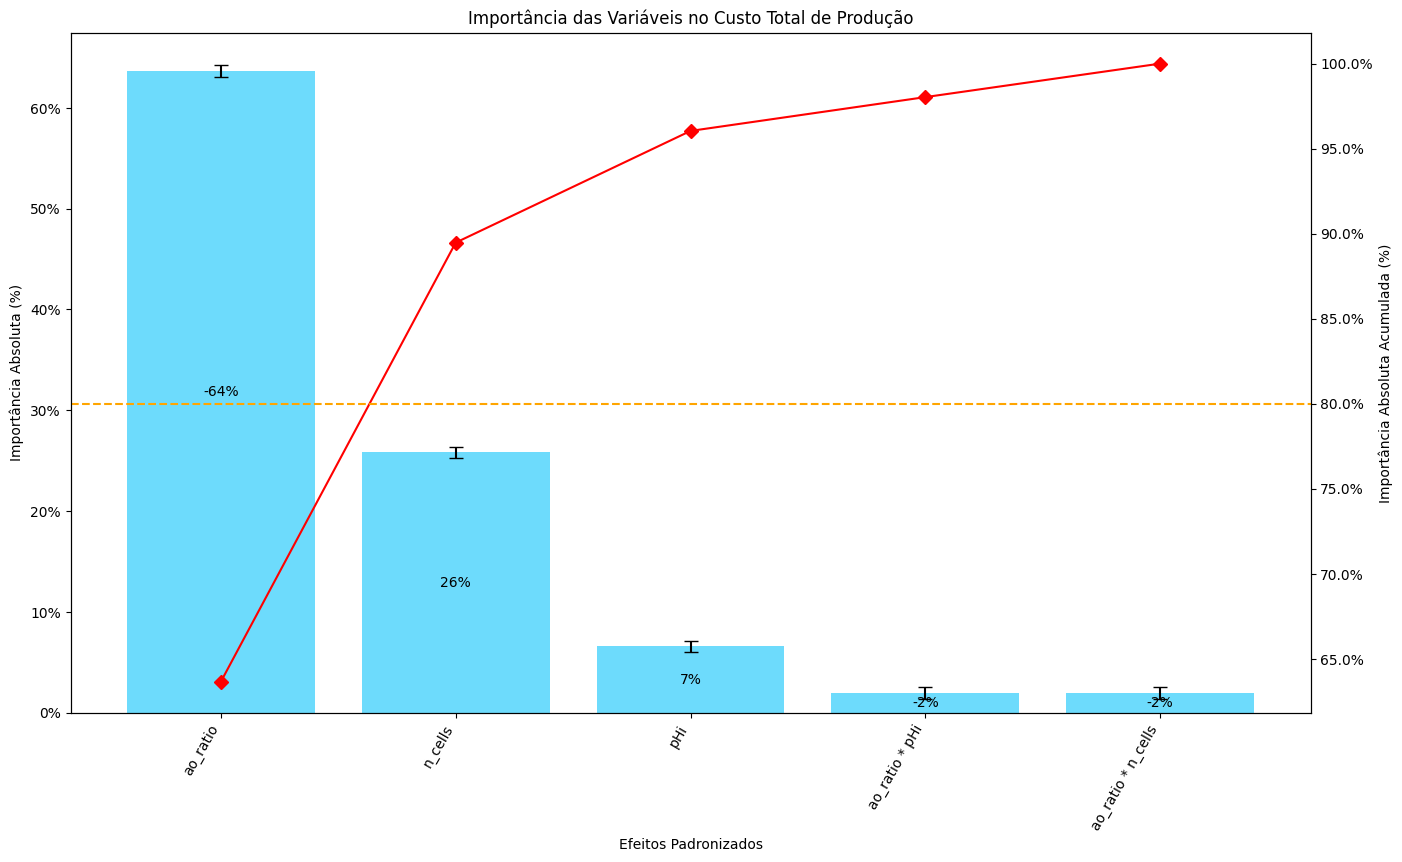 Importância das Variáveis no Custo Total de Produção
Importância Absoluta (%)
60%
50%
40%
30%
20%
10%
0%
-64%
26%
7%
-2%
-2%
100.0%
95.0%
90.0%
85.0%
80.0%
75.0%
70.0%
65.0%
Importância Absoluta Acumulada (%)
ao_ratio
n_cells
pHi
ao_ratio * pHi
ao_ratio * n_cells
Efeitos Padronizados